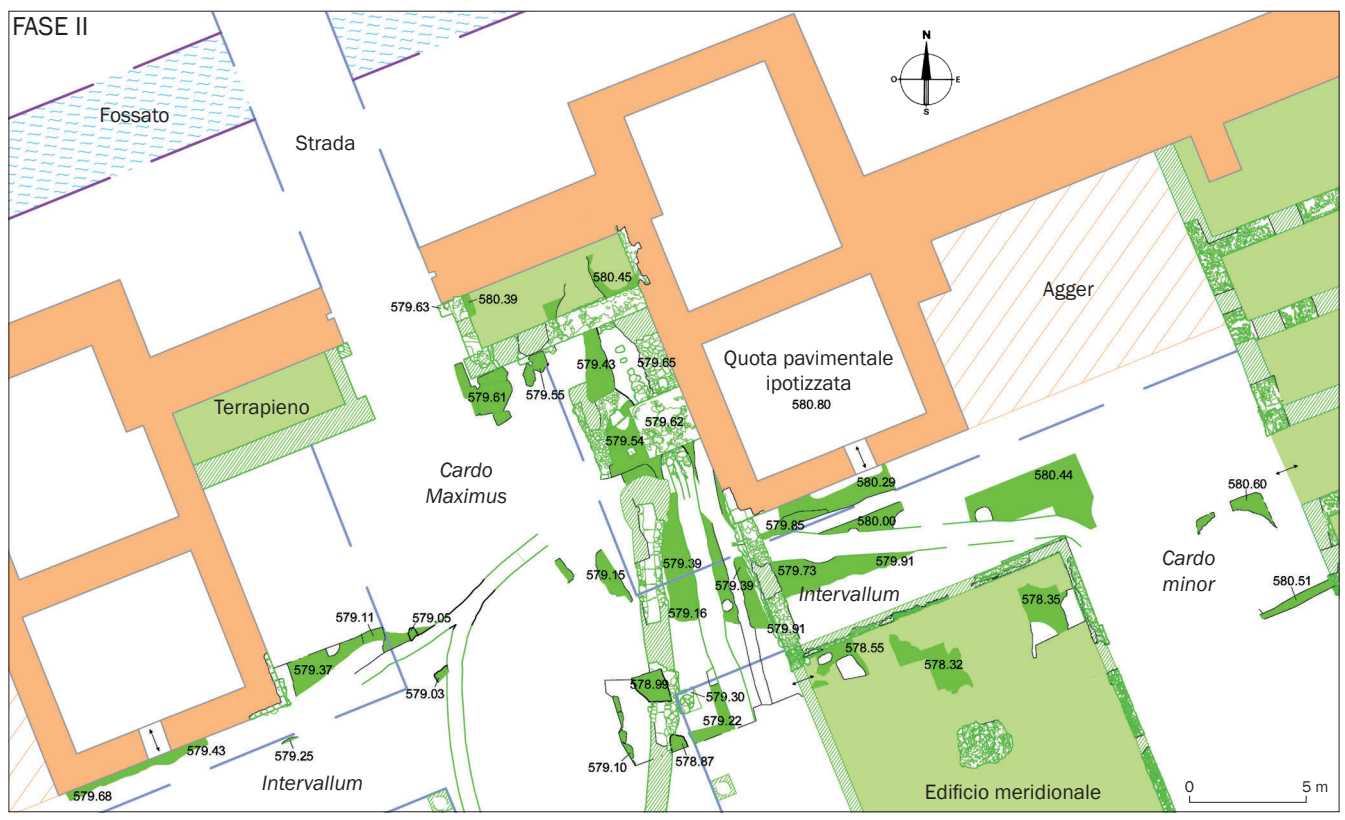 FASE II
Fossato
Strada
N
O
E
S
Agger
579.63
580.39
580.45
Quota pavimentale
ipotizzata
580.80
Terrapieno
579.61
579.55
579.43
579.65
579.62
579.54
Cardo
Maximus
580.29
580.44
580.60
579.85
580.00
579.15
579.39
579.16
579.39
579.73
579.91
Intervallum
Cardo
minor
580.51
579.11
579.05
579.37
579.03
579.91
578.55
578.32
578.35
578.99
579.30
579.22
579.43
579.25
579.68
Intervallum
579.10
578.87
Edificio meridionale
0
5 m